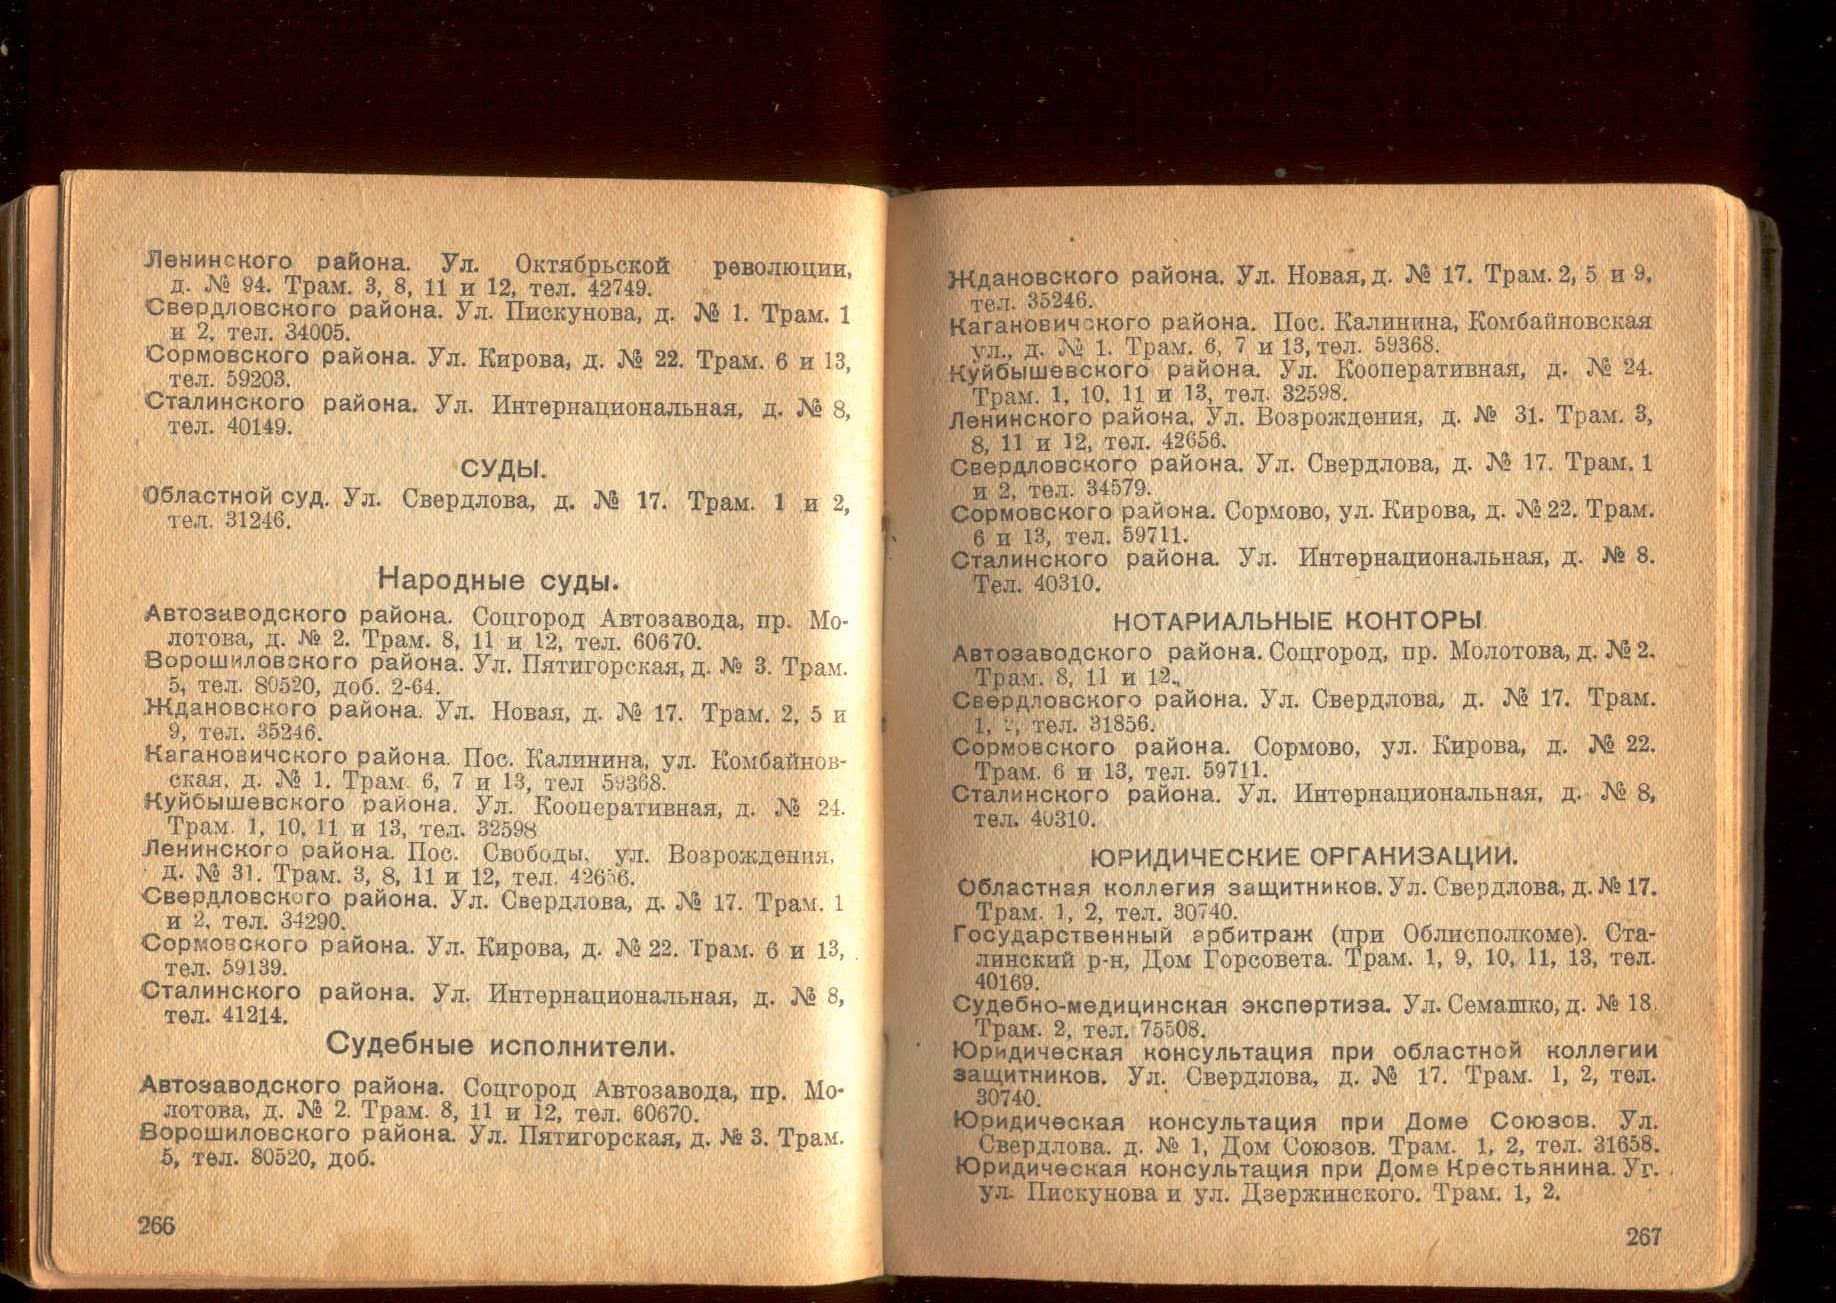 Ленинского района. Ул. Октябрьской революции,
д. № 94. Трам. 3, 8, 11 и 12, тел. 42749.
Свердловского района. Ул. Пискунова, д. № 1. Трам. 1
и 2, тел. 34005.
Сормовского района. Ул. Кирова, д. № 22. Трам. 6 и 13,
тел. 59203.
Сталинского района. Ул. Интернациональная, д. № 8,
тел. 40149.
СУДЫ.
Областной суд. Ул. Свердлова, д. № 17. Трам. 1 и 2,
тел. 31246.
Народные суды.
Автозаводского района. Соцгород Автозавода, пр. Мо-
лотова, д. № 2. Трам. 8, 11 и 12, тел. 60670.
Ворошиловского района. Ул. Пятигорская, д. № 3. Трам.
5, тел. 80520, доб. 2-64.
Ждановского района. Ул. Новая, д. № 17. Трам. 2, 5 и
9, тел. 35246.
Кагановичского района. Пос. Калинина, ул. Комбайнов-
ская, д. № 1. Трам. 6, 7 и 13, тел 59368.
Куйбышевского района. Ул. Кооперативная, д. № 24.
Трам. 1, 10, 11 и 13, тел. 32598
Ленинского района. Пос. Свободы, ул. Возрождения,
д. № 31. Трам. 3, 8, 11 и 12, тел. 42656.
Свердловского района. Ул. Свердлова, д. № 17. Трам. 1
и 2, тел. 34290.
Сормовского района. Ул. Кирова, д. № 22. Трам. 6 и 13,
тел. 59139.
Сталинского района. Ул. Интернациональная, д. № 8,
тел. 41214.
Судебные исполнители.
Автозаводского района. Соцгород Автозавода, пр. Мо-
лотова, д. № 2. Трам. 8, 11 и 12, тел. 60670.
Ворошиловского района. Ул. Пятигорская, д. № 3. Трам.
5, тел. 80520, доб.
266
Ждановского района. Ул. Новая, д. № 17. Трам. 2, 5 и 9,
тел. 35246.
Кагановичского района. Пос. Калинина, Комбайновская
ул., д. № 1. Трам. 6, 7 и 13, тел. 59368.
Куйбышевского района. Ул. Кооперативная, д. № 24.
Трам. 1, 10, 11 и 13, тел. 32598.
Ленинского района. Ул. Возрождения, д. № 31. Трам. 3,
8, 11 и 12, тел. 42656.
Свердловского района. Ул. Свердлова, д. № 17. Трам. 1
и 2, тел. 34579.
Сормовского района. Сормово, ул. Кирова, д. № 22. Трам.
6 и 13, тел. 59711.
Сталинского района. Ул. Интернациональная, д. № 8.
Тел. 40310.
НОТАРИАЛЬНЫЕ КОНТОРЫ
Автозаводского района. Соцгород, пр. Молотова, д. № 2.
Трам. 8, 11 и 12.
Свердловского района. Ул. Свердлова, д. № 17. Трам.
1, 2, тел. 31856.
Сормовского района. Сормово, ул. Кирова, д. № 22.
Трам. 6 и 13, тел. 59711.
Сталинского района. Ул. Интернациональная, д. № 8,
тел. 40310.
ЮРИДИЧЕСКИЕ ОРГАНИЗАЦИИ.
Областная коллегия защитников. Ул. Свердлова, д. № 17.
Трам. 1, 2, тел. 30740.
Государственный арбитраж (при Облисполкоме). Ста-
линский р-н, Дом Горсовета. Трам. 1, 9, 10, 11, 13, тел.
40169.
Судебно-медицинская экспертиза. Ул. Семашко, д. № 18.
Трам. 2, тел. 75508.
Юридическая консультация при областной коллегии
защитников. Ул. Свердлова, д. № 17. Трам. 1, 2, тел.
30740.
Юридическая консультация при Доме Союзов. Ул.
Свердлова. д. № 1, Дом Союзов. Трам. 1, 2, тел. 31658.
Юридическая консультация при Доме Крестьянина. Уг.
ул. Пискунова и ул. Дзержинского. Трам. 1, 2.
267